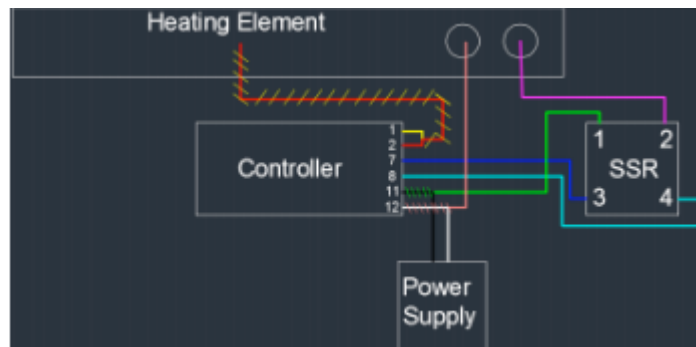 Heating Element
Controller
1
2
7
8
11
12
1 2
SSR
3 4
Power
Supply